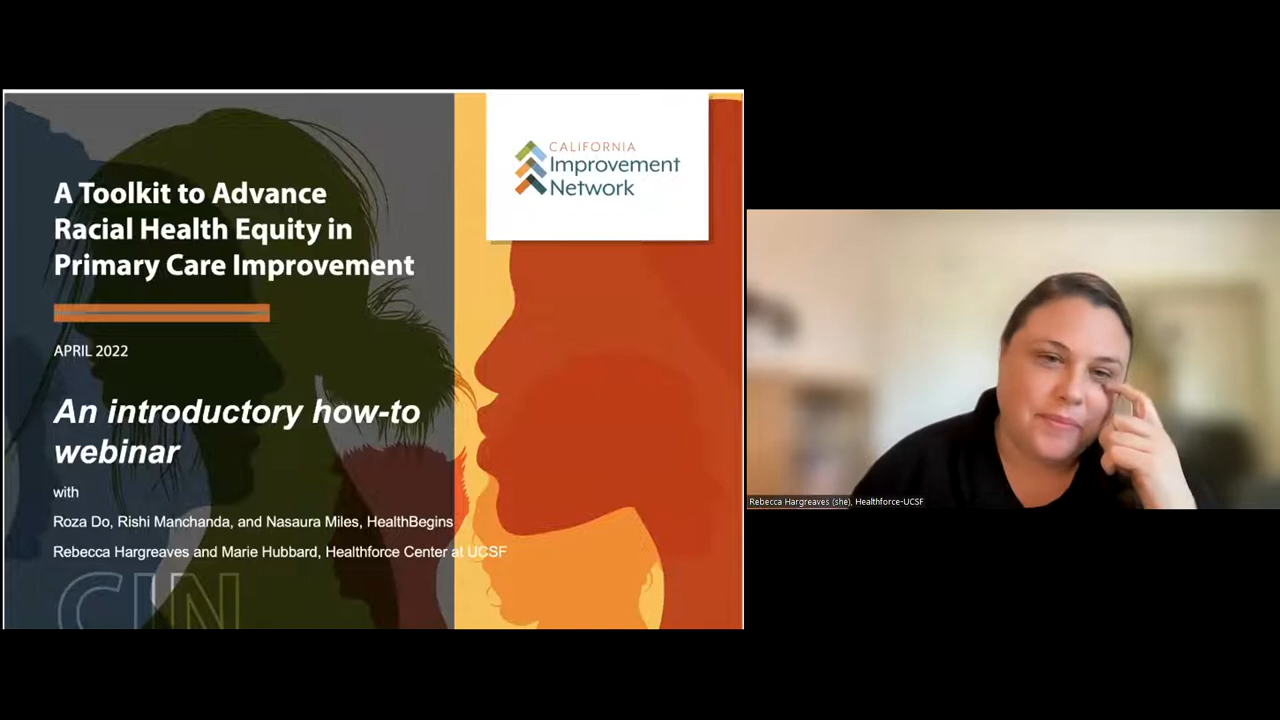 A Toolkit to Advance
Racial Health Equity in
Primary Care Improvement
APRIL 2022
An introductory how-to
webinar
with
Roza Do, Rishi Manchanda, and Nasaura Miles, HealthBegins
Rebecca Hargreaves and Marie Hubbard, Healthforce Center at UCSF
CIN
CALIFORNIA
Improvement
Network
Rebecca Hargreaves (she), Healthforce-UCSF